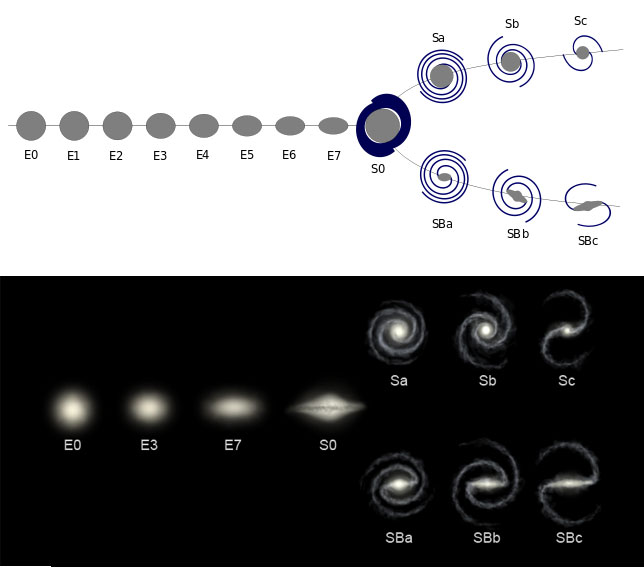 Sa
Sb
Sc
E0 E1 E2 E3 E4 E5 E6 E7 S0
SBa
SBb
SBc
Sa Sb Sc
E0 E3 E7 S0
SBa SBb SBc